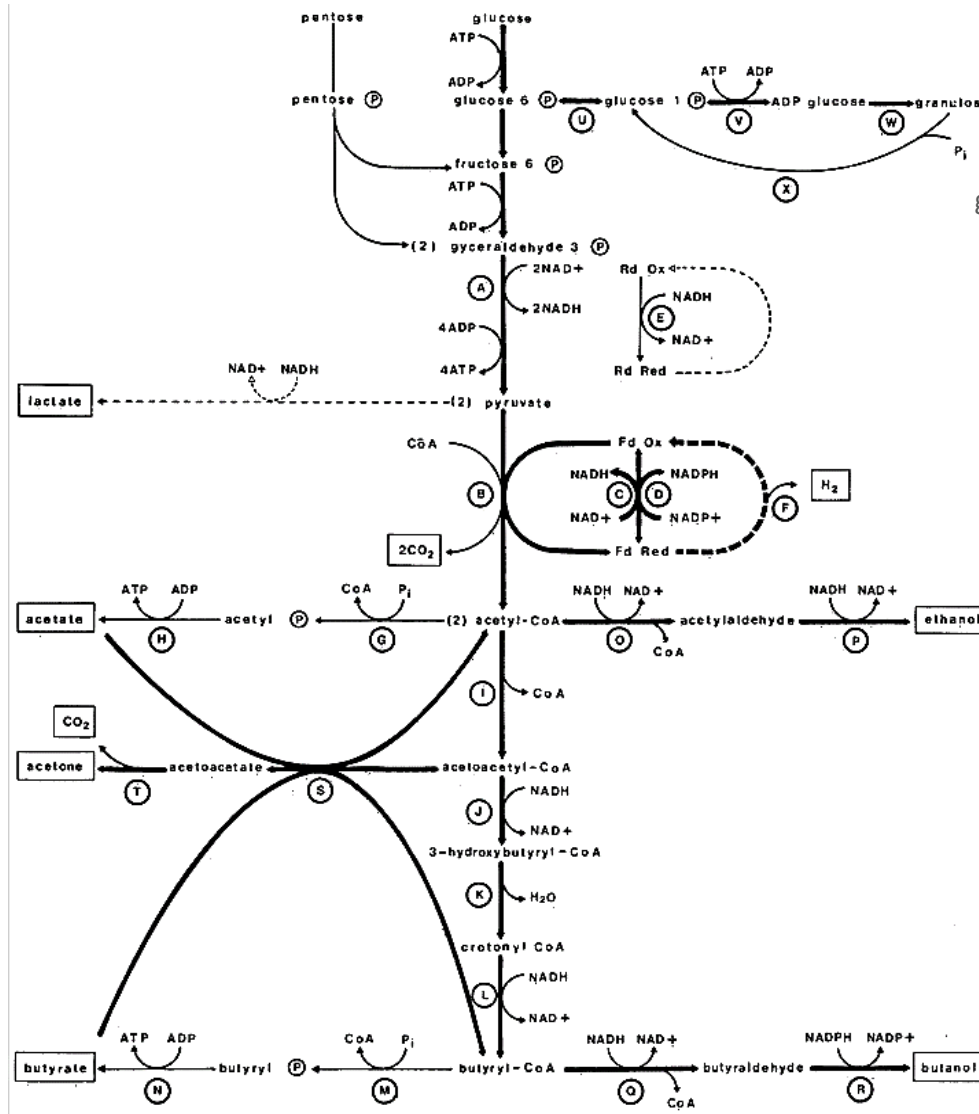 pentose glucose
ATP
ADP
ATP ADP
pentose P glucose 6 P glucose 1 P ADP glucose granulose
U V W
Pi
fructose 6 P
X
ATP
ADP
(2) gyceraldehyde 3 P
A 2NAD+ Rd Ox
2NADH NADH
E
4ADP NAD+
4ATP Rd Red
NAD+ NADH
lactate (2) pyruvate
CoA Fd Ox
NADH NADPH H2
B C D F
NAD+ NADP+
2CO2 Fd Red
ATP ADP CoA Pi NADH NAD+ NADH NAD+
acetate acetyl P (2) acetyl-CoA acetylaldehyde ethanol
H G O P
CoA
I CoA
CO2
acetone acetoacetate acetoacetyl-CoA
T S
J NADH
NAD+
3-hydroxybutyryl-CoA
K H2O
crotonyl CoA
L NADH
NAD+
ATP ADP CoA Pi NADH NAD+ NADPH NADP+
butyrate butyryl P butyryl-CoA butyraldehyde butanol
N M Q R
CoA